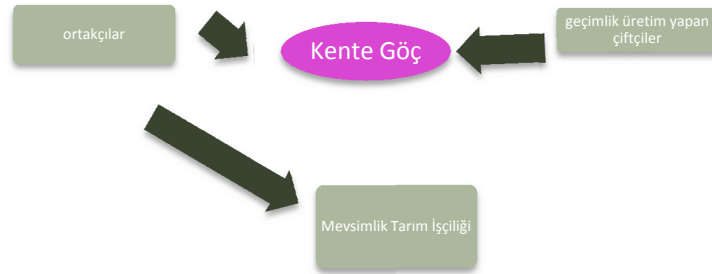 ortakçılar
Kente Göç
geçimlik üretim yapan
çiftçiler
Mevsimlik Tarım İşçiliği